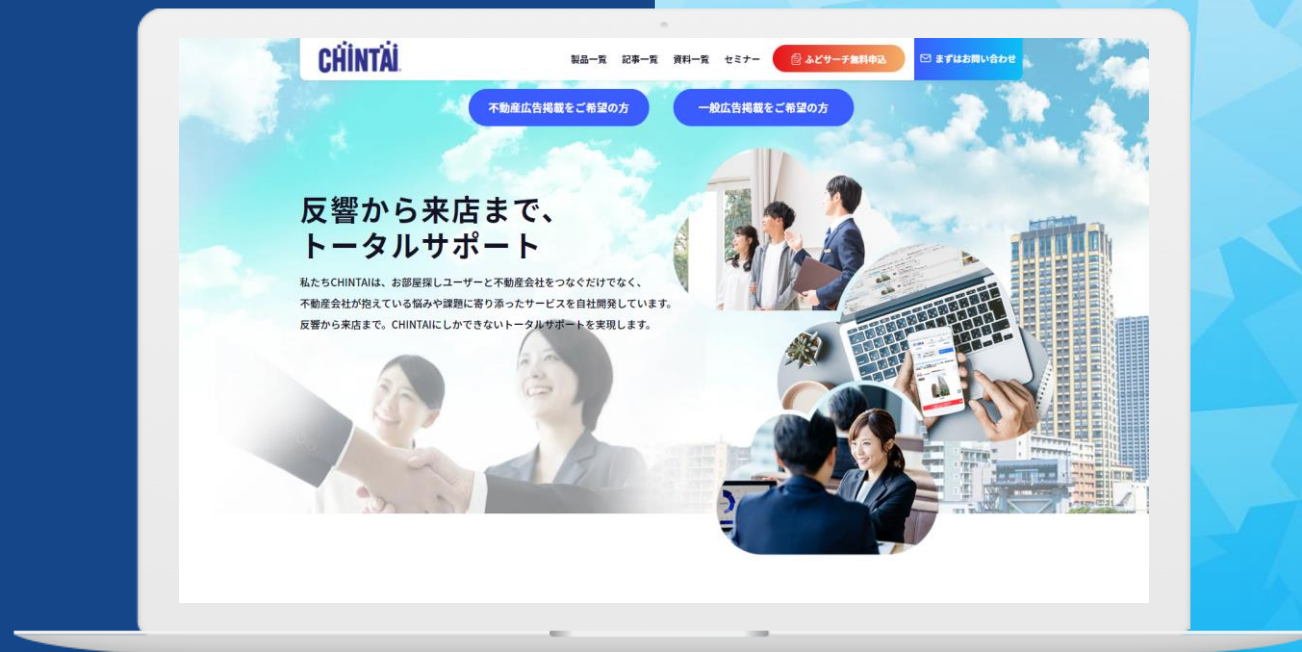 CHINTAI
製品一覧 記事一覧 資料一覧 セミナー ふどサーチ無料申込 まずはお問い合わせ
不動産広告掲載をご希望の方 一般広告掲載をご希望の方
反響から来店まで、
トータルサポート
私たちCHINTAIは、お部屋探しユーザーと不動産会社をつなぐだけでなく、
不動産会社が抱えている悩みや課題に寄り添ったサービスを自社開発しています。
反響から来店まで。CHINTAIにしかできないトータルサポートを実現します。